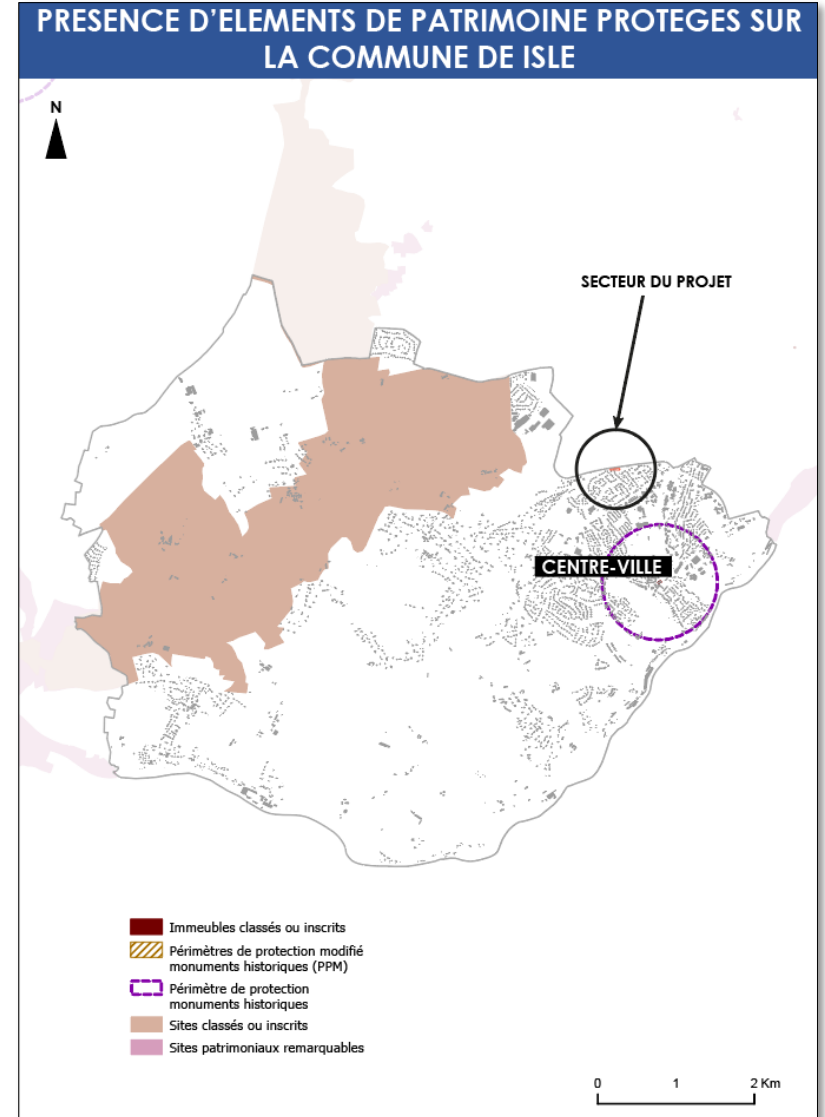 PRESENCE D'ELEMENTS DE PATRIMOINE PROTEGES SUR
LA COMMUNE DE ISLE
N
SECTEUR DU PROJET
CENTRE-VILLE
Immeubles classés ou inscrits
Périmètres de protection modifié
monuments historiques (PPM)
Périmètre de protection
monuments historiques
Sites classés ou inscrits
Sites patrimoniaux remarquables
0 1 2 Km